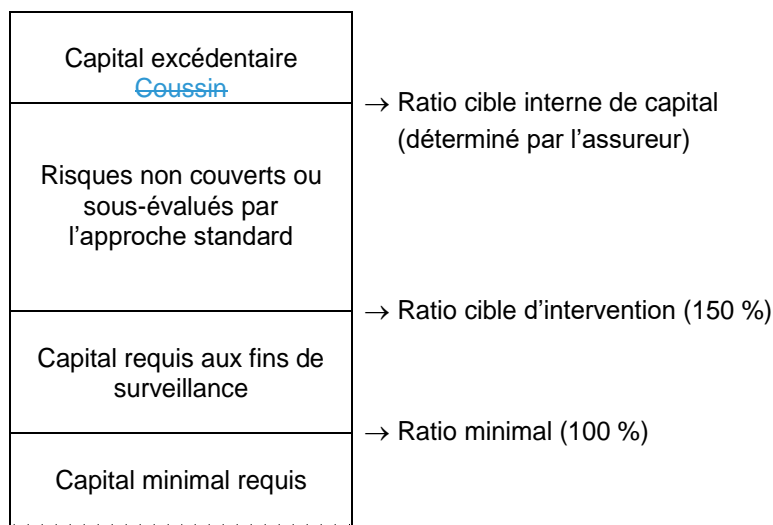 Capital excédentaire
Coussin
→ Ratio cible interne de capital
(déterminé par l'assureur)
Risques non couverts ou
sous-évalués par
l'approche standard
→ Ratio cible d'intervention (150 %)
Capital requis aux fins de
surveillance
→ Ratio minimal (100 %)
Capital minimal requis